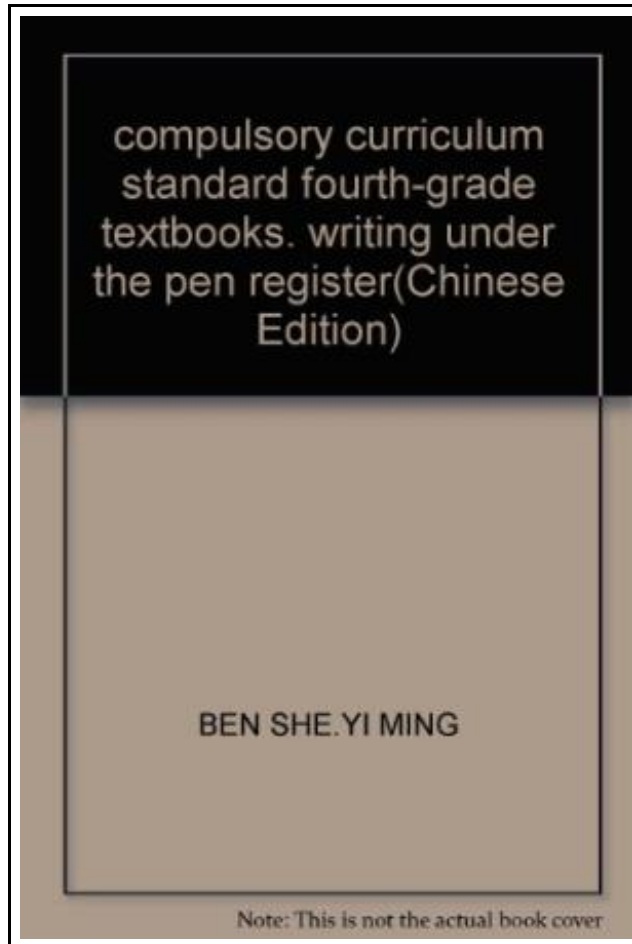 compulsory curriculum
standard fourth-grade
textbooks. writing under
the pen register(Chinese
Edition)
BEN SHE.YI MING
Note: This is not the actual book cover